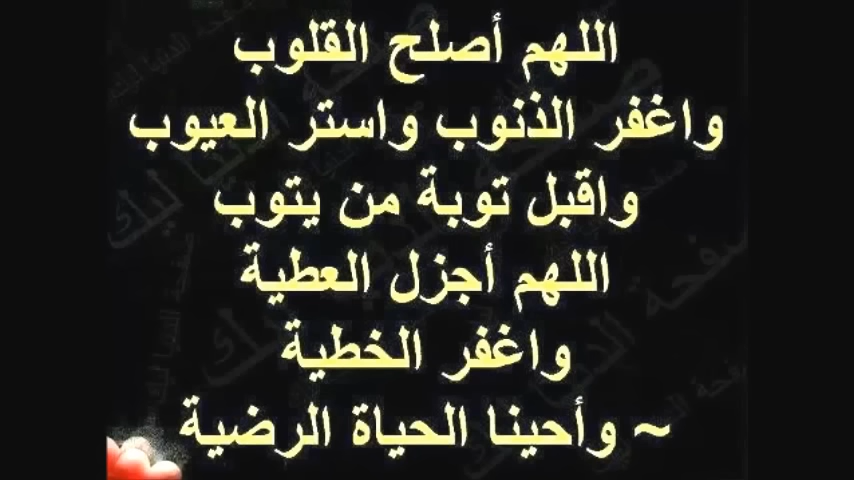 اللهم أصلح القلوب
واغفر الذنوب واستر العيوب
واقبل توبة من يتوب
اللهم أجزل العطية
واغفر الخطية
~ وأحينا الحياة الرضية